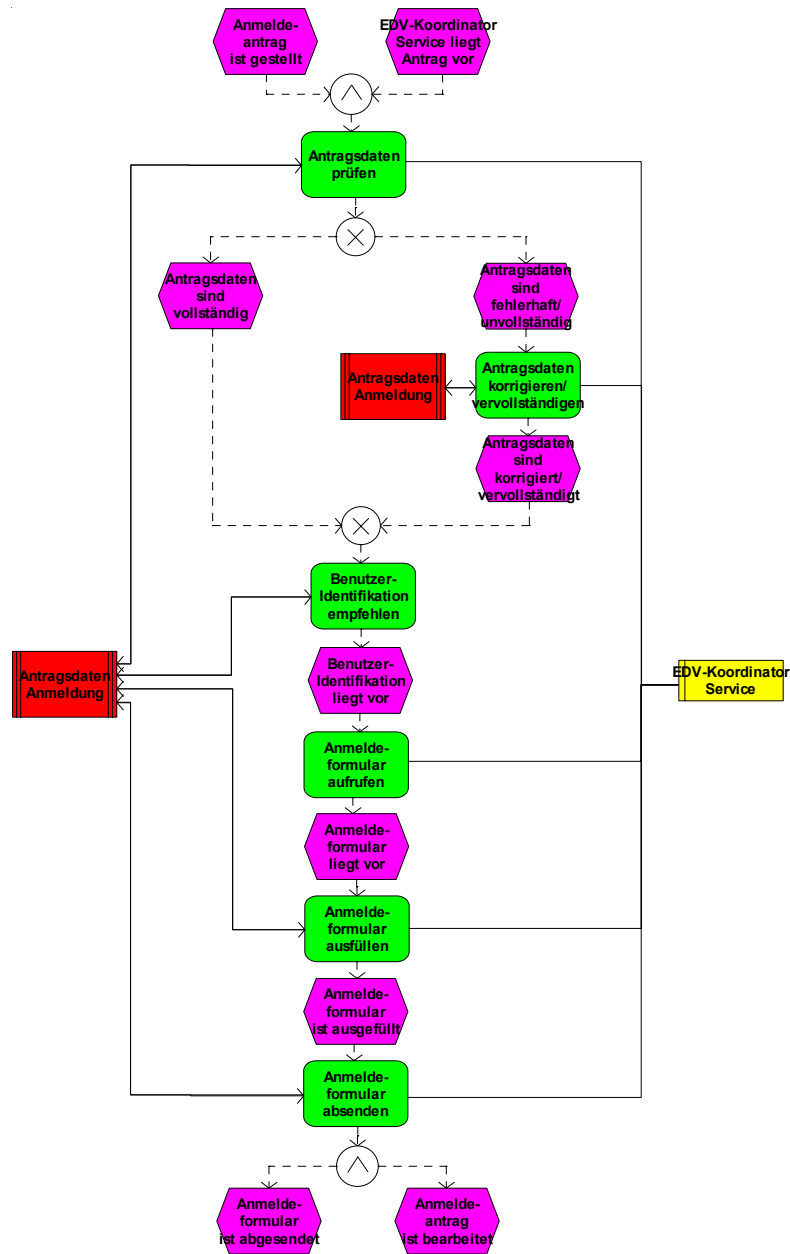 Anmelde-
antrag
ist gestellt
EDV-Koordinator
Service liegt
Antrag vor
Antragsdaten
prüfen
Antragsdaten
sind
vollständig
Antragsdaten
sind
fehlerhaft/
unvollständig
Antragsdaten
Anmeldung
Antragsdaten
korrigieren/
vervollständigen
Antragsdaten
sind
korrigiert/
vervollständigt
Benutzer-
Identifikation
empfehlen
Antragsdaten
Anmeldung
Benutzer-
Identifikation
liegt vor
EDV-Koordinator
Service
Anmelde-
formular
aufrufen
Anmelde-
formular
liegt vor
Anmelde-
formular
ausfüllen
Anmelde-
formular
ist ausgefüllt
Anmelde-
formular
absenden
Anmelde-
formular
ist abgesendet
Anmelde-
antrag
ist bearbeitet